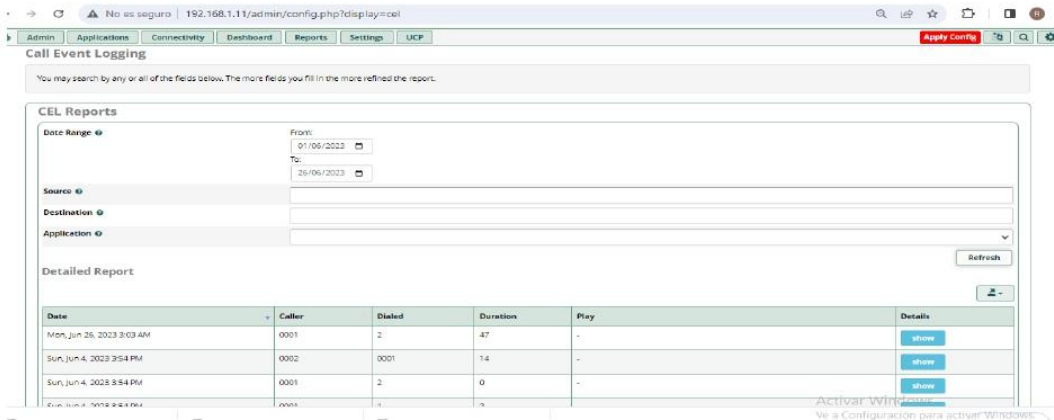 No es seguro 192.168.1.11/admin/config.php?display=cel
Admin Applications Connectivity Dashboard Reports Settings UCP Apply Config
Call Event Logging
You may search by any or all of the fields below. The more fields you fill in the more refined the report.
CEL Reports
Date Range
From:
01/06/2023
To:
26/06/2023
Source
Destination
Application
Refresh
Detailed Report
Date Caller Dialed Duration Play Details
Mon, Jun 26, 2023 3:03 AM 0001 2 47 - show
Sun, Jun 4, 2023 3:54 PM 0002 0001 14 - show
Sun, Jun 4, 2023 3:54 PM 0001 2 0 - show
Activar Windows
Ve a Configuración para activar Windows.